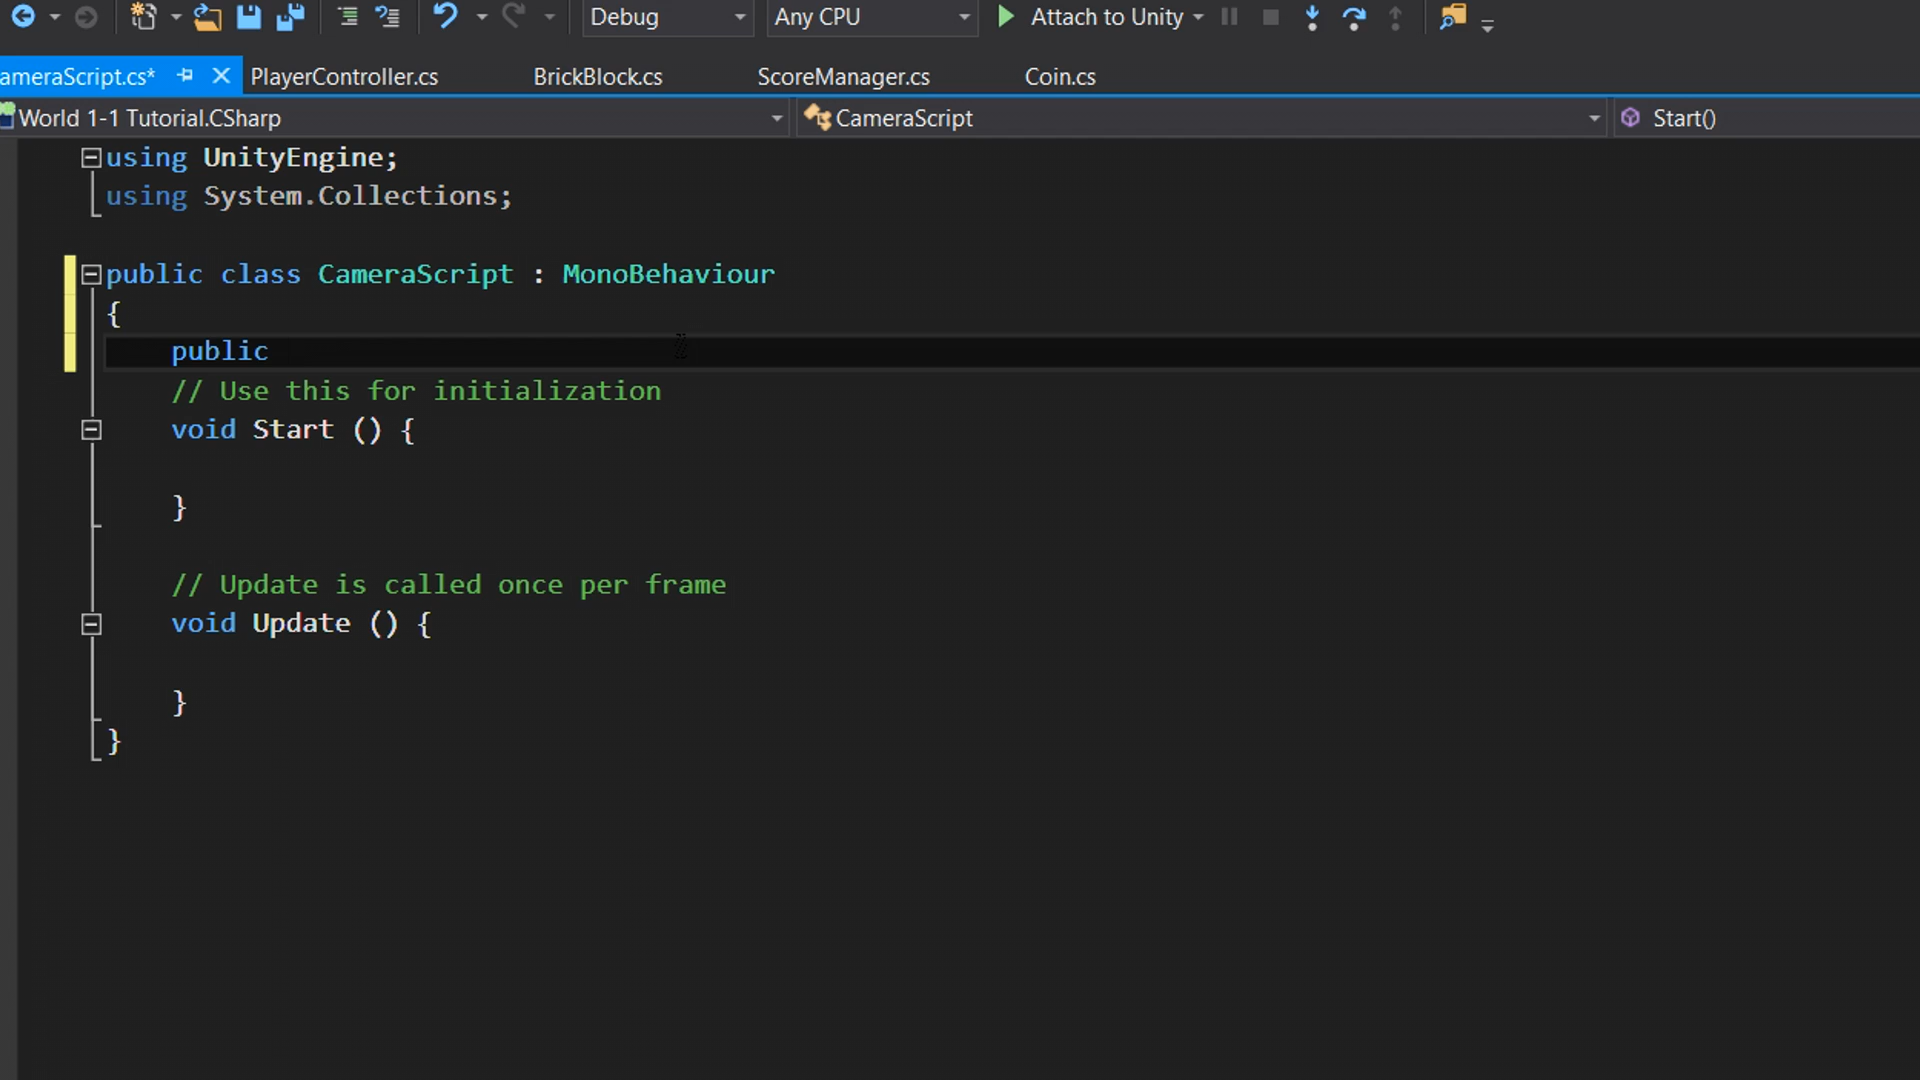 Debug Any CPU Attach to Unity
ameraScript.cs* PlayerController.cs BrickBlock.cs ScoreManager.cs Coin.cs
World 1-1 Tutorial.CSharp CameraScript Start()
using UnityEngine;
using System.Collections;
public class CameraScript : MonoBehaviour
{
public
// Use this for initialization
void Start () {
}
// Update is called once per frame
void Update () {
}
}